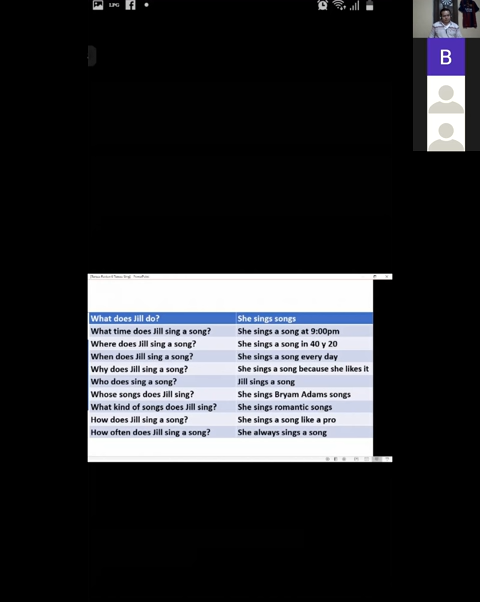 LPG
B
What does Jill do? She sings songs
What time does Jill sing a song? She sings a song at 9:00pm
Where does Jill sing a song? She sings a song in 40 y 20
When does Jill sing a song? She sings a song every day
Why does Jill sing a song? She sings a song because she likes it
Who does sing a song? Jill sings a song
Whose songs does Jill sing? She sings Bryam Adams songs
What kind of songs does Jill sing? She sings romantic songs
How does Jill sing a song? She sings a song like a pro
How often does Jill sing a song? She always sings a song